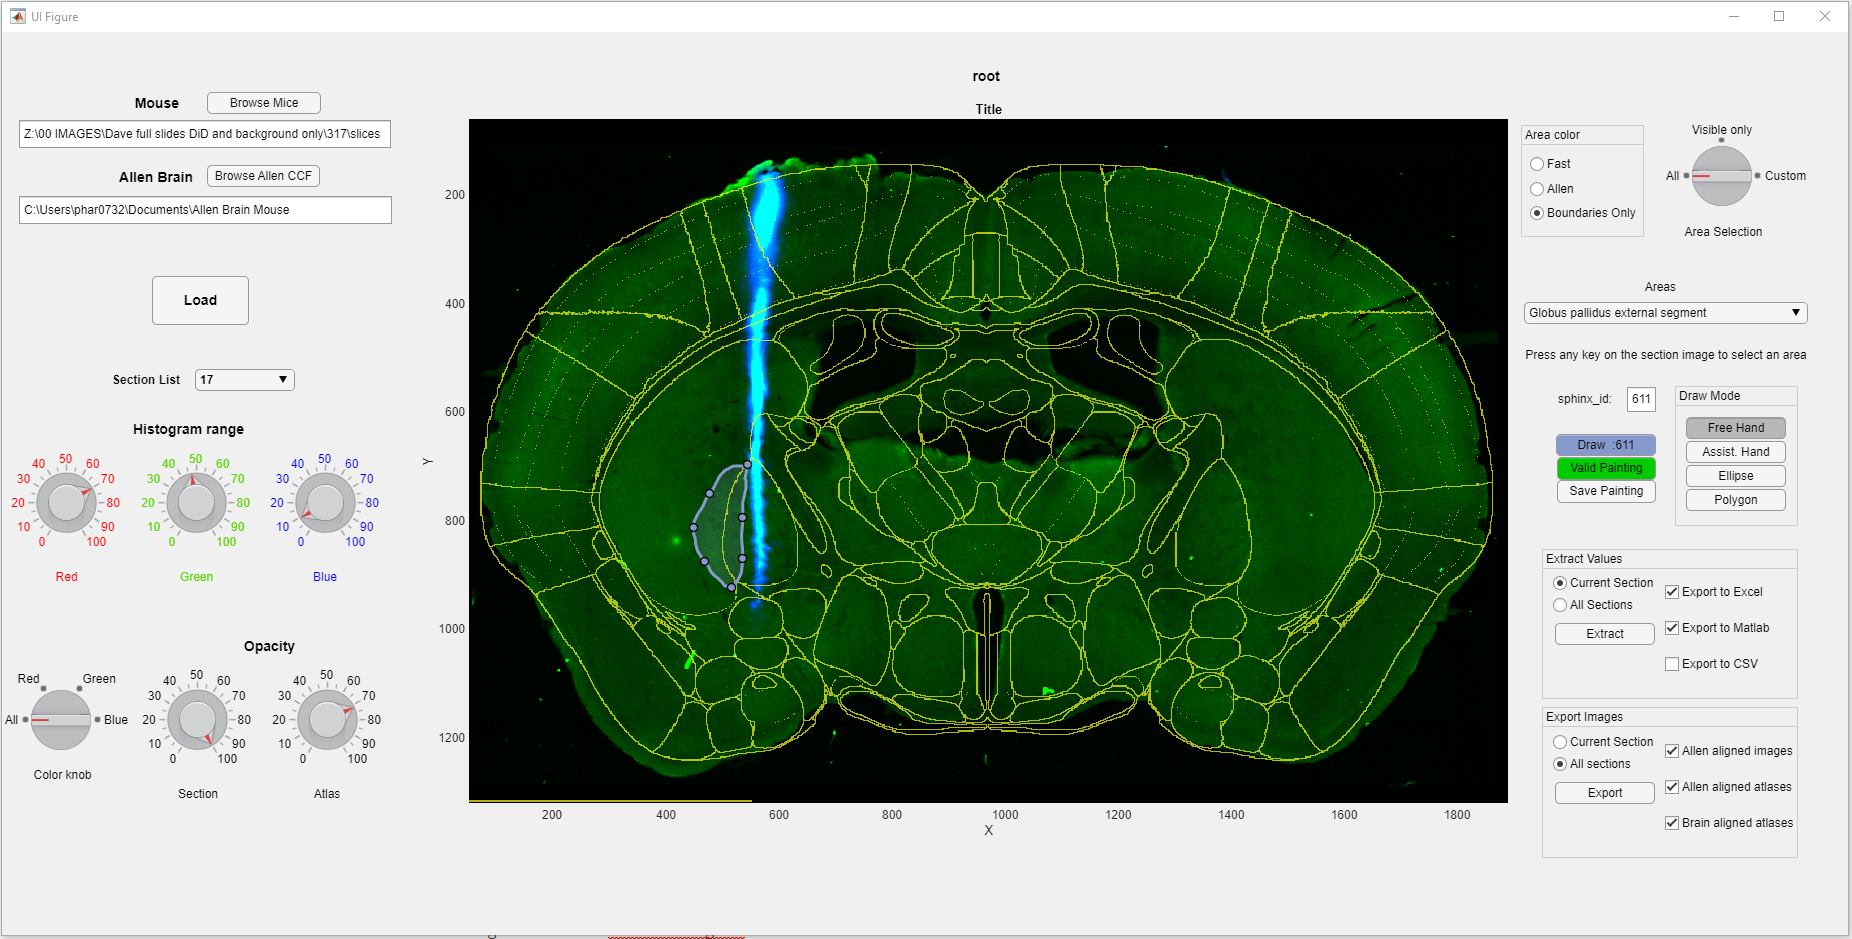 UI Figure
Mouse
Browse Mice
Z:\00 IMAGES\Dave full slides DiD and background only\317\slices
Allen Brain
Browse Allen CCF
C:\Users\phar0732\Documents\Allen Brain Mouse
Load
Section List
17
Histogram range
0 10 20 30 40 50 60 70 80 90 100
Red
0 10 20 30 40 50 60 70 80 90 100
Green
0 10 20 30 40 50 60 70 80 90 100
Blue
Opacity
All Red Green Blue
Color knob
0 10 20 30 40 50 60 70 80 90 100
Section
0 10 20 30 40 50 60 70 80 90 100
Atlas
root
Title
200
400
600
800
1000
1200
Y
200 400 600 800 1000 1200 1400 1600 1800
X
Area color
Fast
Allen
Boundaries Only
Visible only
All
Custom
Area Selection
Areas
Globus pallidus external segment
Press any key on the section image to select an area
sphinx_id:
611
Draw :611
Valid Painting
Save Painting
Draw Mode
Free Hand
Assist. Hand
Ellipse
Polygon
Extract Values
Current Section
All Sections
Extract
Export to Excel
Export to Matlab
Export to CSV
Export Images
Current Section
All sections
Export
Allen aligned images
Allen aligned atlases
Brain aligned atlases